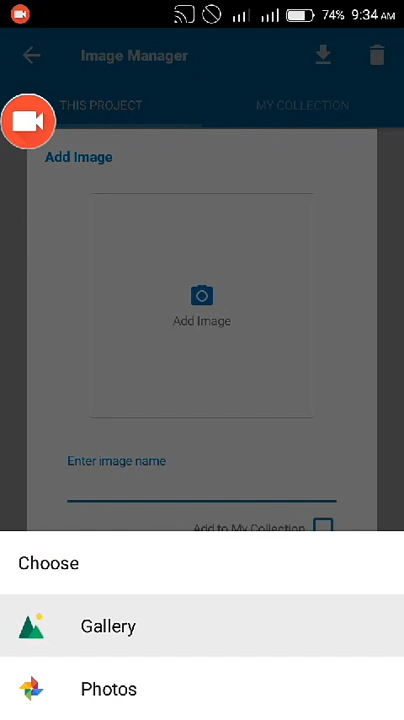 74% 9:34 AM
Image Manager
THIS PROJECT
MY COLLECTION
Add Image
Add Image
Enter image name
Add to My Collection
Choose
Gallery
Photos